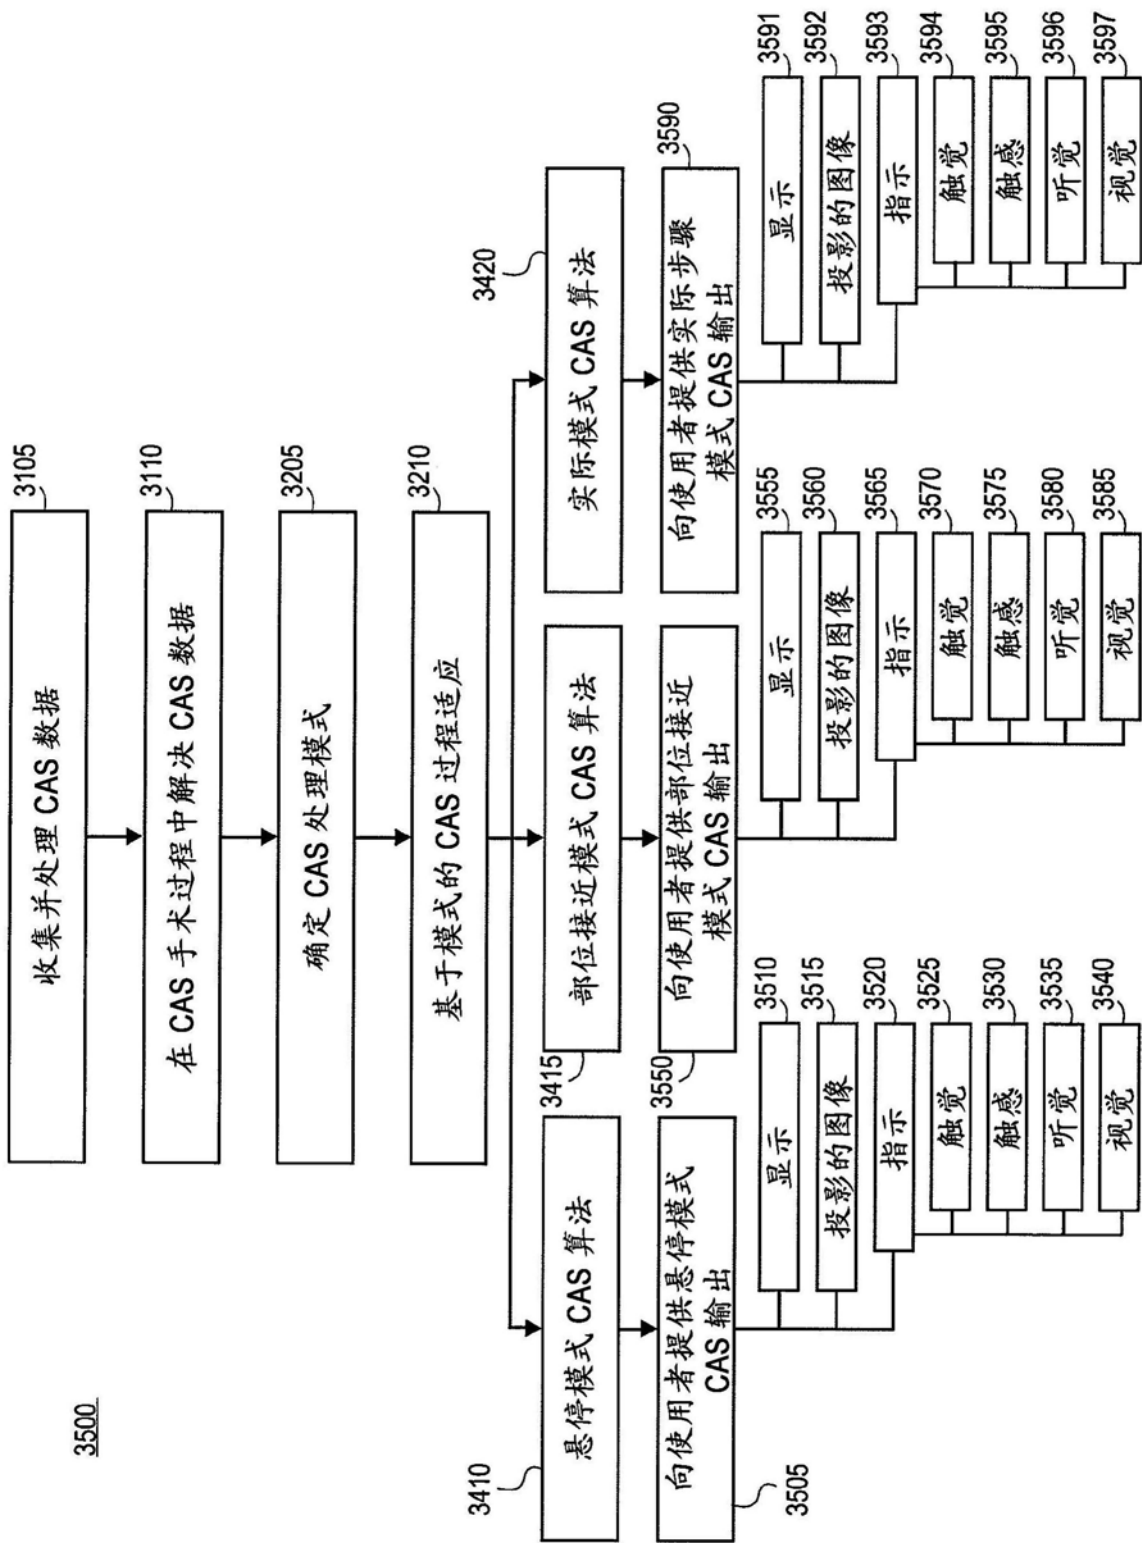 3500
收集并处理 CAS 数据
3105
在 CAS 手术过程中解决 CAS 数据
3110
确定 CAS 处理模式
3205
基于模式的 CAS 过程适应
3210
3410
悬停模式 CAS 算法
向使用者提供悬停模式
CAS 输出
3505
显示
3510
投影的图像
3515
指示
3520
触觉
3525
触感
3530
听觉
3535
视觉
3540
部位接近模式 CAS 算法
3415
向使用者提供部位接近
模式 CAS 输出
3550
显示
3555
投影的图像
3560
指示
3565
触觉
3570
触感
3575
听觉
3580
视觉
3585
实际模式 CAS 算法
3420
向使用者提供实际步骤
模式 CAS 输出
3590
显示
3591
投影的图像
3592
指示
3593
触觉
3594
触感
3595
听觉
3596
视觉
3597